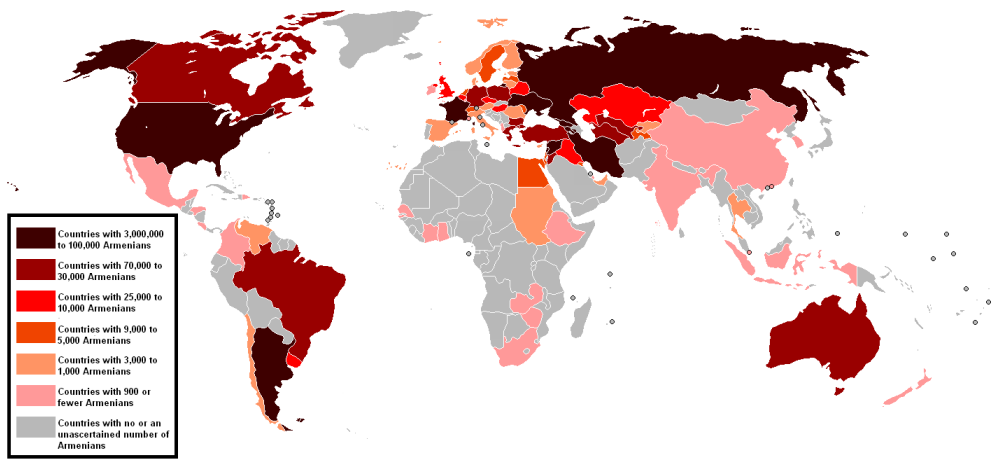 Countries with 3,000,000
to 100,000 Armenians
Countries with 70,000 to
30,000 Armenians
Countries with 25,000 to
10,000 Armenians
Countries with 9,000 to
5,000 Armenians
Countries with 3,000 to
1,000 Armenians
Countries with 900 or
fewer Armenians
Countries with no or an
unascertained number of
Armenians